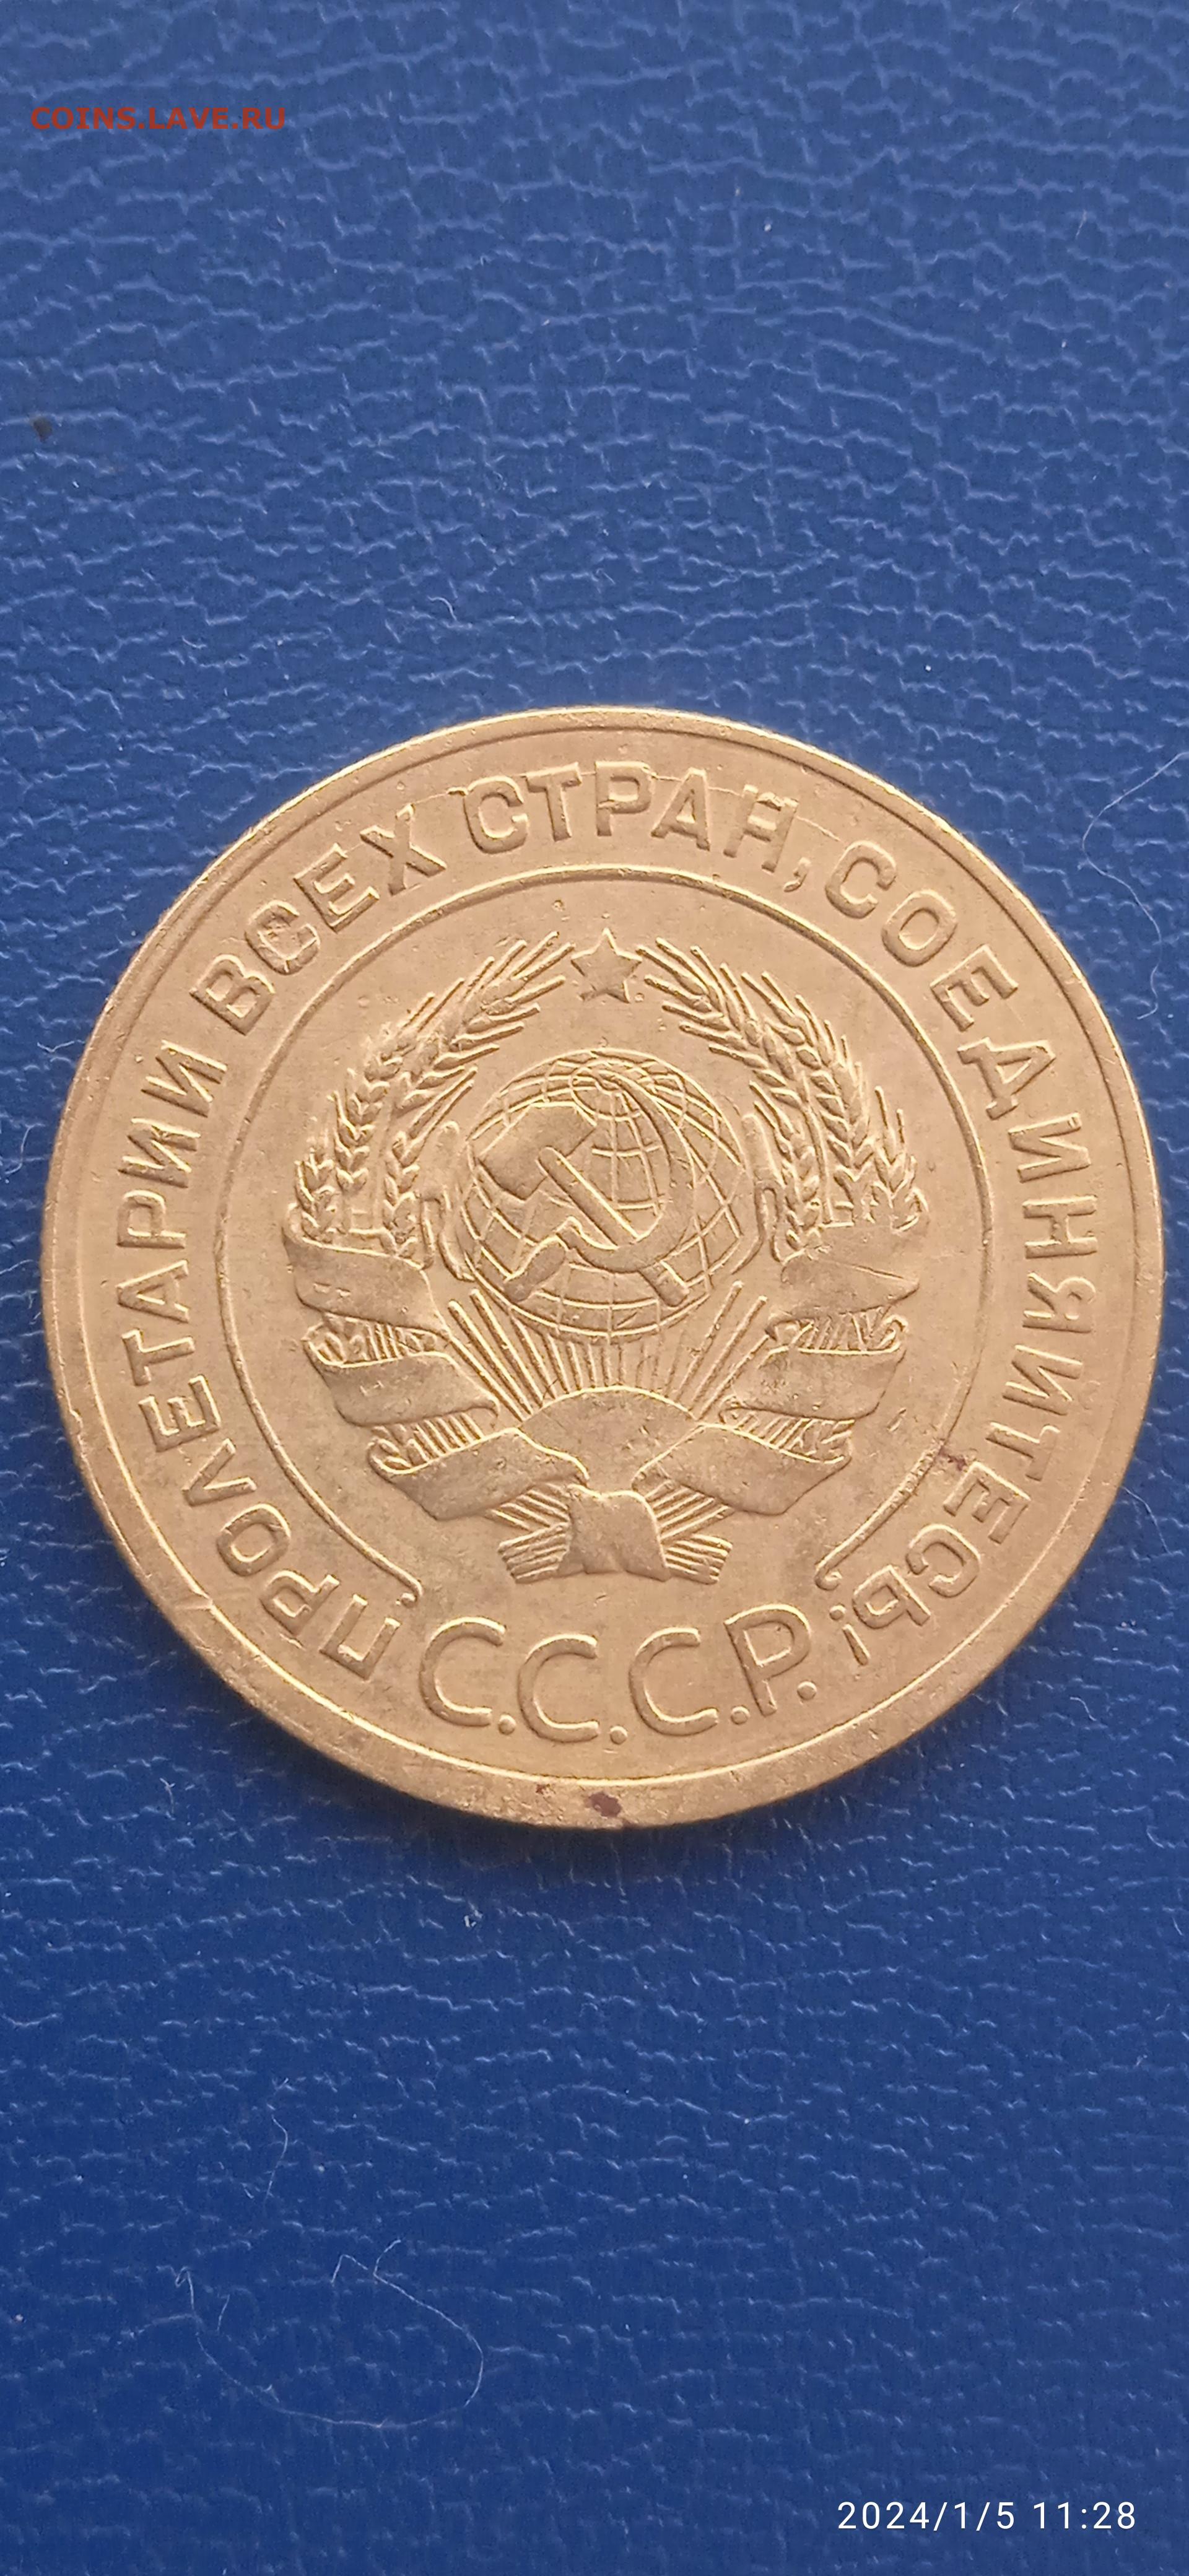 COINS.LAVE.RU
ПРОЛЕТАРИИ ВСЕХ СТРАН, СОЕДИНЯЙТЕСЬ!
С.С.С.Р.
2024/1/5 11:28